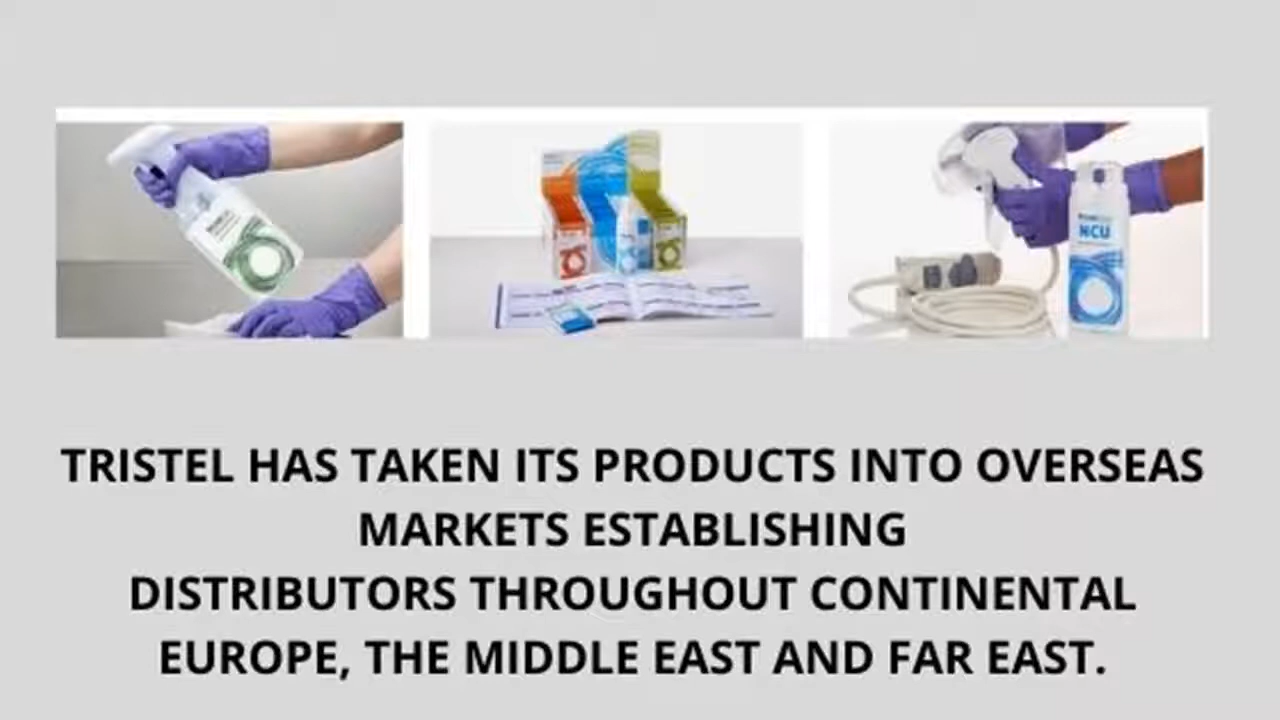 NCU
TRISTEL HAS TAKEN ITS PRODUCTS INTO OVERSEAS
MARKETS ESTABLISHING
DISTRIBUTORS THROUGHOUT CONTINENTAL
EUROPE, THE MIDDLE EAST AND FAR EAST.